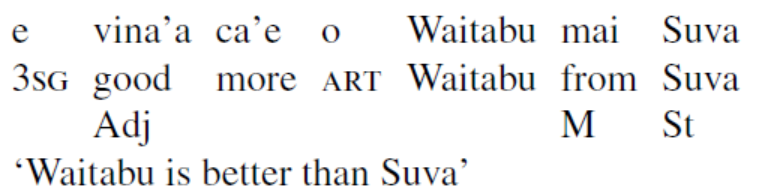 e vina’a ca’e o Waitabu mai Suva
3SG good more ART Waitabu from Suva
Adj M St
‘Waitabu is better than Suva’